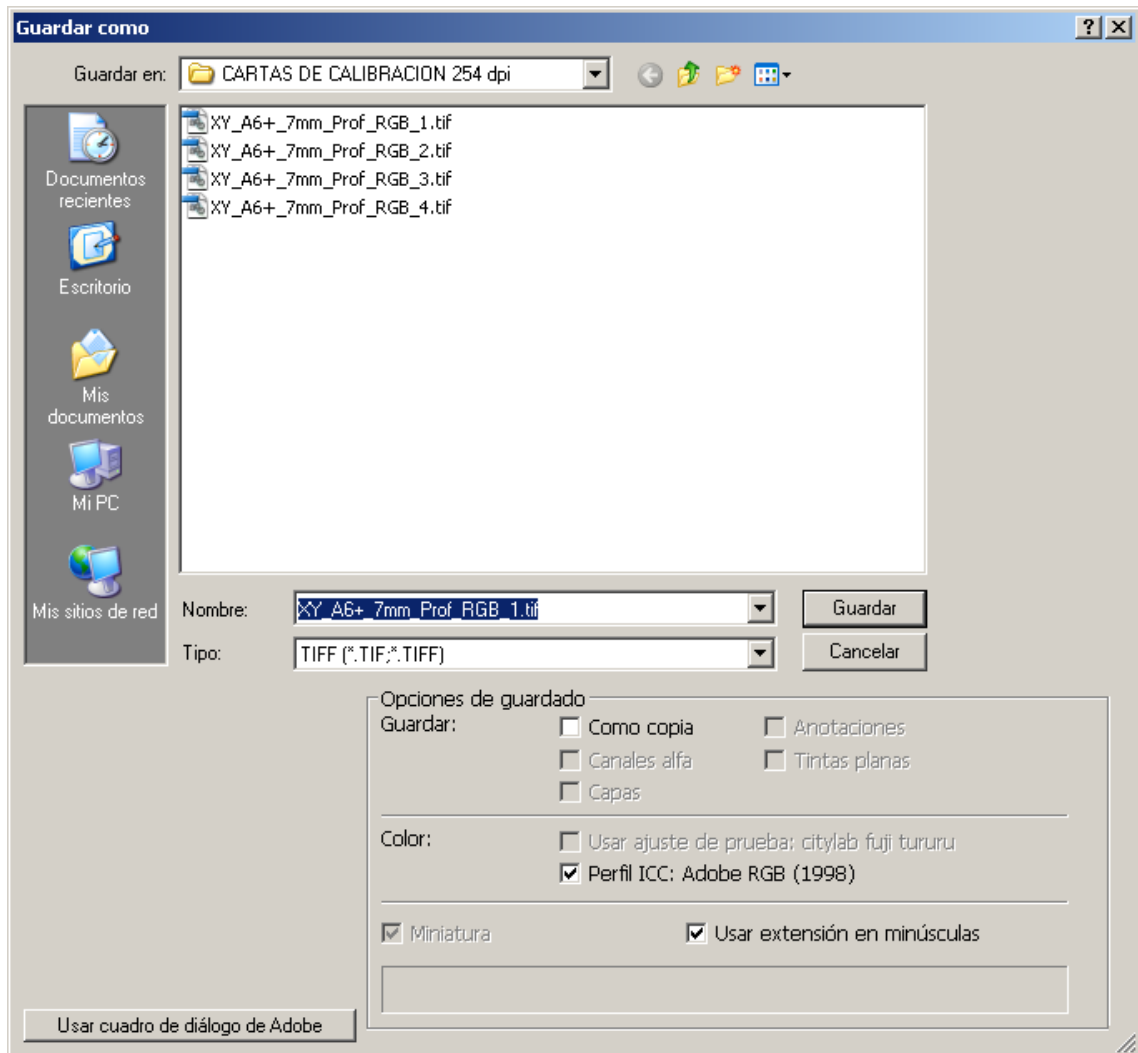 Guardar como
Guardar en: CARTAS DE CALIBRACION 254 dpi
XY_A6+_7mm_Prof_RGB_1.tif
XY_A6+_7mm_Prof_RGB_2.tif
XY_A6+_7mm_Prof_RGB_3.tif
XY_A6+_7mm_Prof_RGB_4.tif
Documentos
recientes
Escritorio
Mis
documentos
Mi PC
Mis sitios de red
Nombre: XY_A6+_7mm_Prof_RGB_1.tif Guardar
Tipo: TIFF (*.TIF;*.TIFF) Cancelar
Opciones de guardado
Guardar: Como copia Anotaciones
Canales alfa Tintas planas
Capas
Color: Usar ajuste de prueba: citylab fuji tururu
Perfil ICC: Adobe RGB (1998)
Miniatura Usar extensión en minúsculas
Usar cuadro de diálogo de Adobe